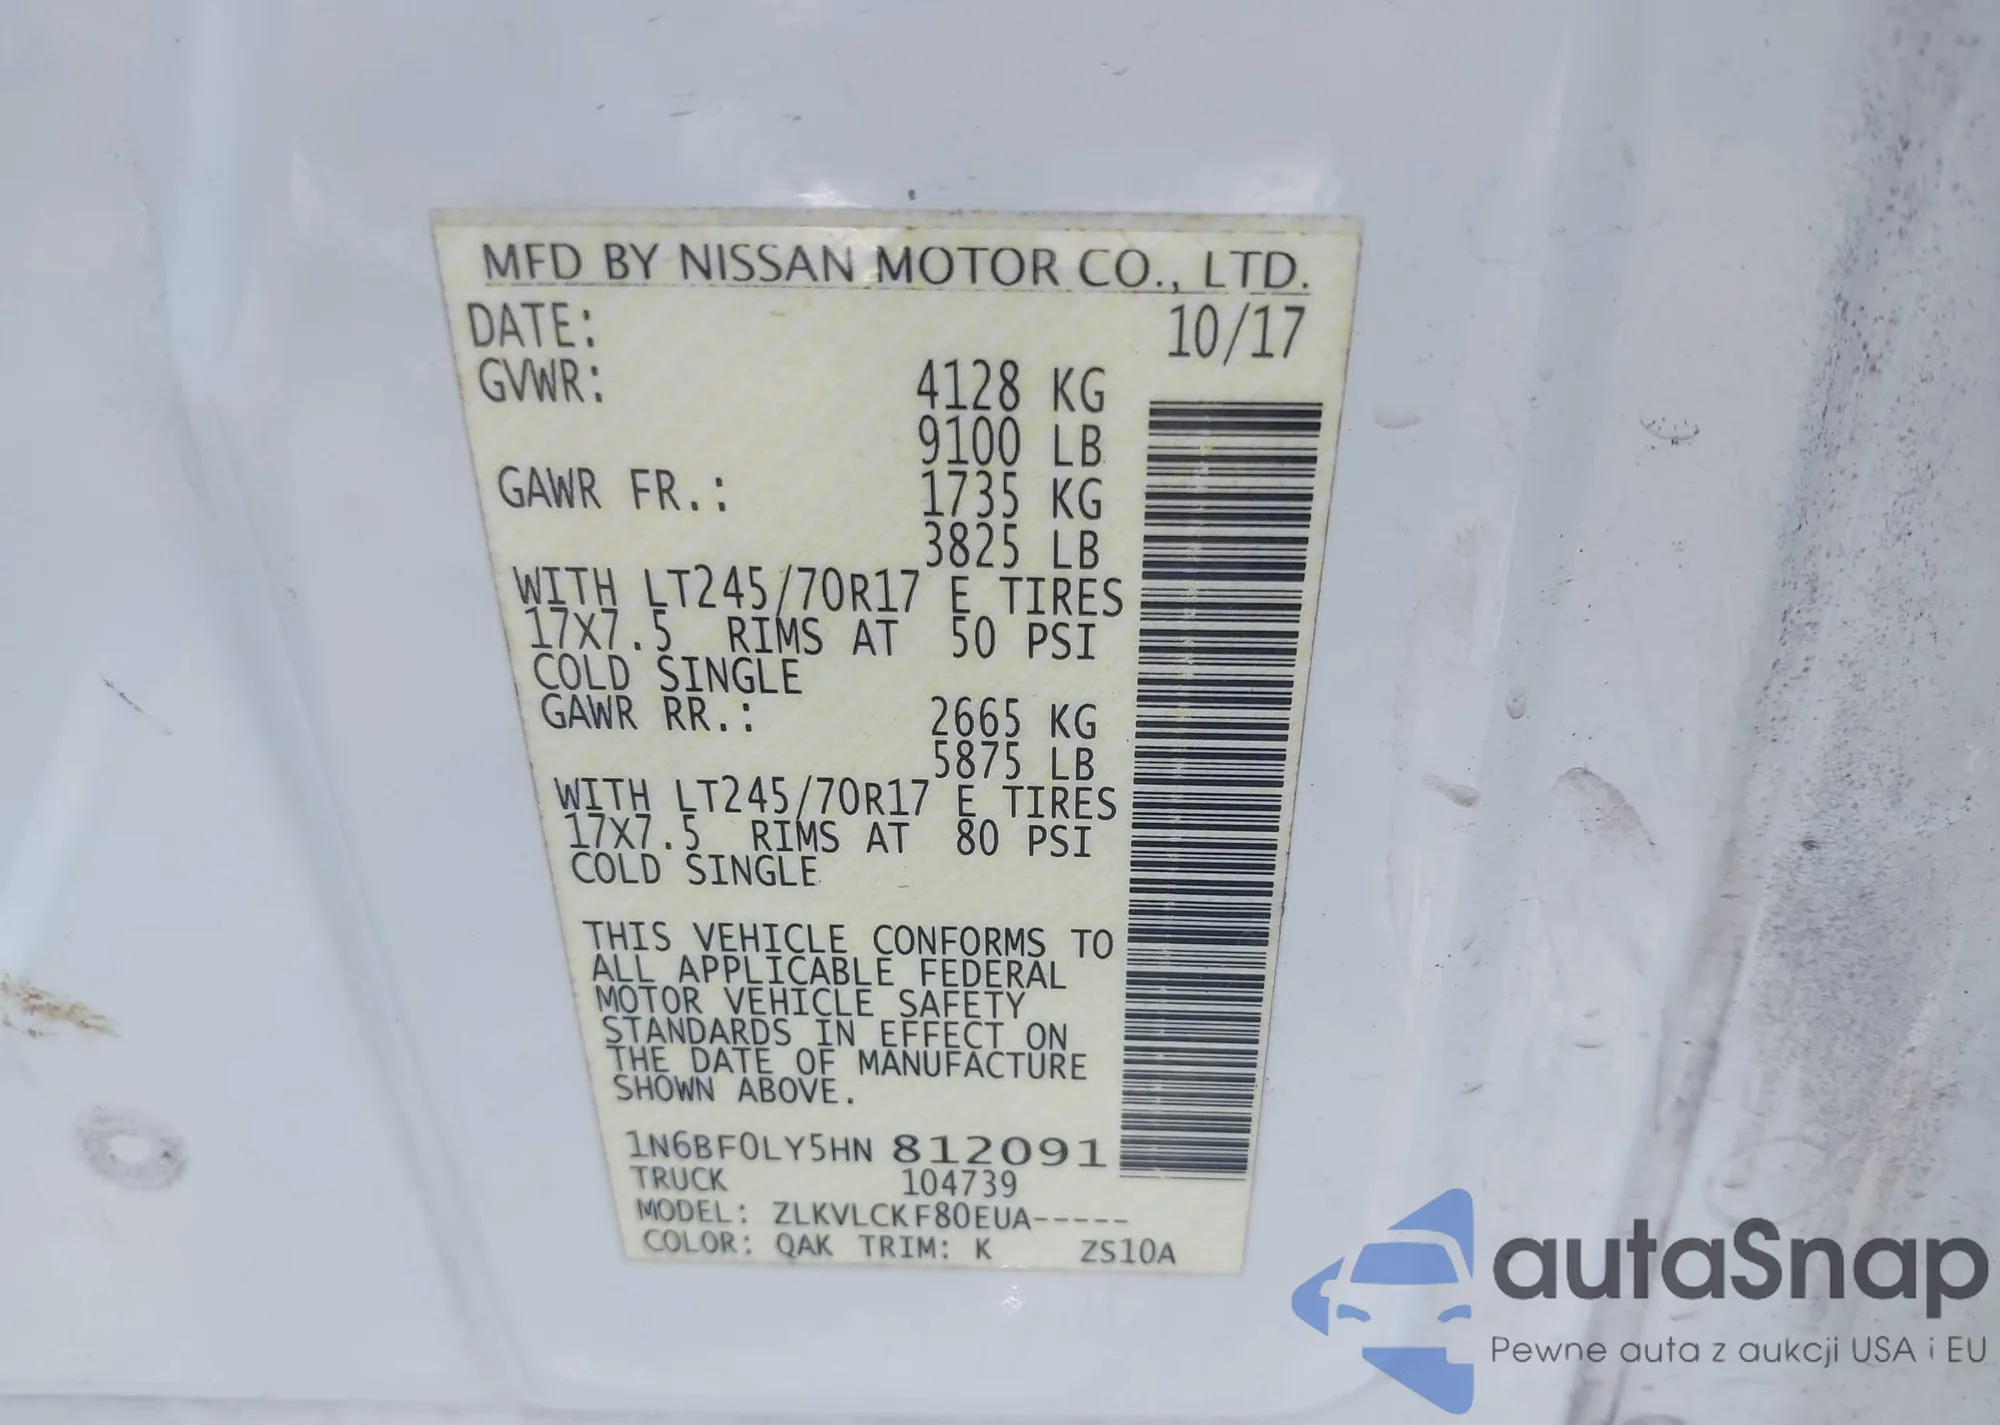 MFD BY NISSAN MOTOR CO., LTD.
DATE: 10/17
GVWR: 4128 KG
9100 LB
GAWR FR.: 1735 KG
3825 LB
WITH LT245/70R17 E TIRES
17X7.5 RIMS AT 50 PSI
COLD SINGLE
GAWR RR.: 2665 KG
5875 LB
WITH LT245/70R17 E TIRES
17X7.5 RIMS AT 80 PSI
COLD SINGLE
THIS VEHICLE CONFORMS TO
ALL APPLICABLE FEDERAL
MOTOR VEHICLE SAFETY
STANDARDS IN EFFECT ON
THE DATE OF MANUFACTURE
SHOWN ABOVE.
1N6BF0LY5HN 812091
TRUCK 104739
MODEL: ZLKVLCKF80EUA-----
COLOR: QAK TRIM: K ZS10A
autaSnap
Pewne auta z aukcji USA i EU